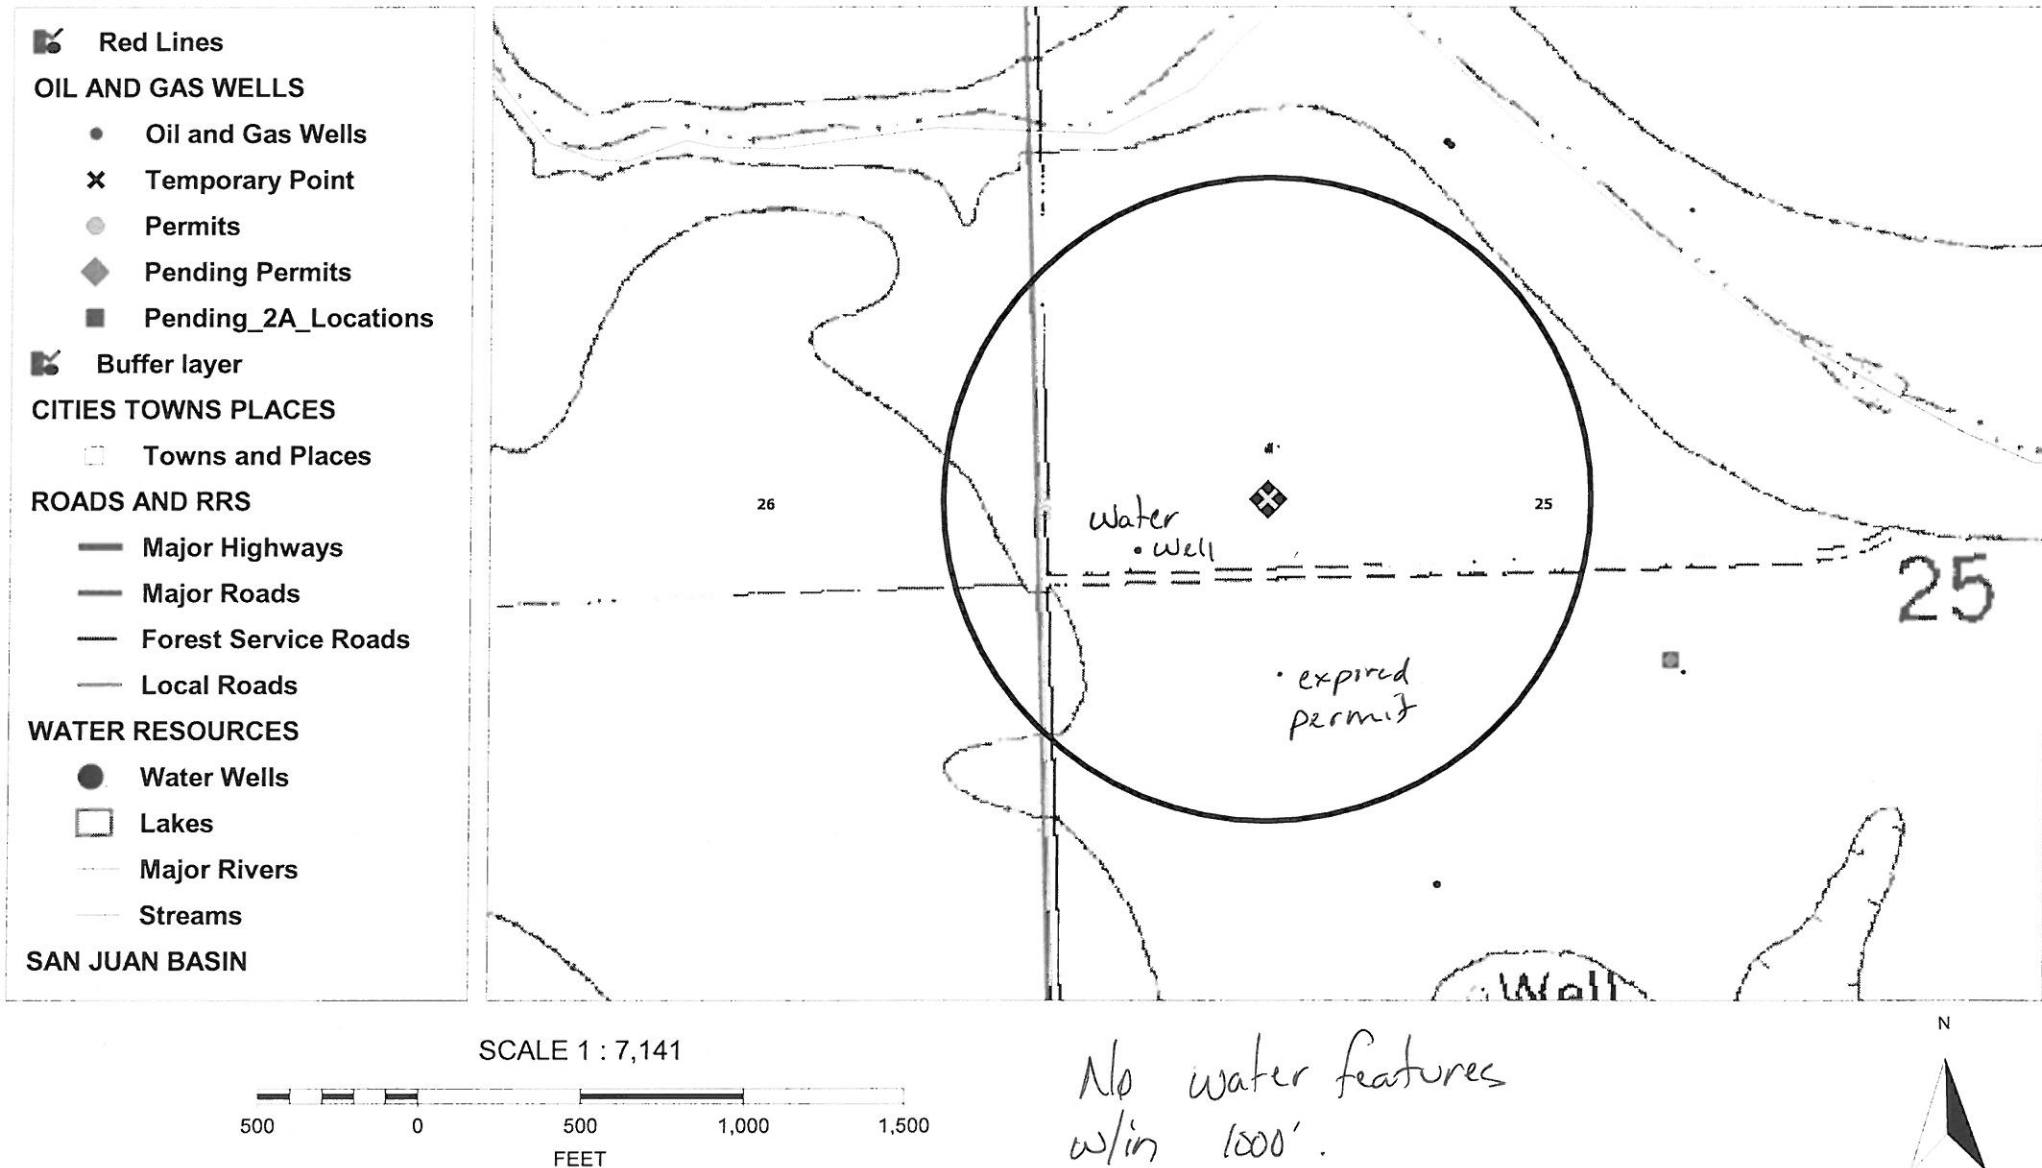 Red Lines
OIL AND GAS WELLS
Oil and Gas Wells
Temporary Point
Permits
Pending Permits
Pending_2A_Locations
Buffer layer
CITIES TOWNS PLACES
Towns and Places
ROADS AND RRS
Major Highways
Major Roads
Forest Service Roads
Local Roads
WATER RESOURCES
Water Wells
Lakes
Major Rivers
Streams
SAN JUAN BASIN
26
25
Water
Well
25
expired
permit
Well
SCALE 1 : 7,141
500 0 500 1,000 1,500
FEET
No water features
w/in 1000'.
N